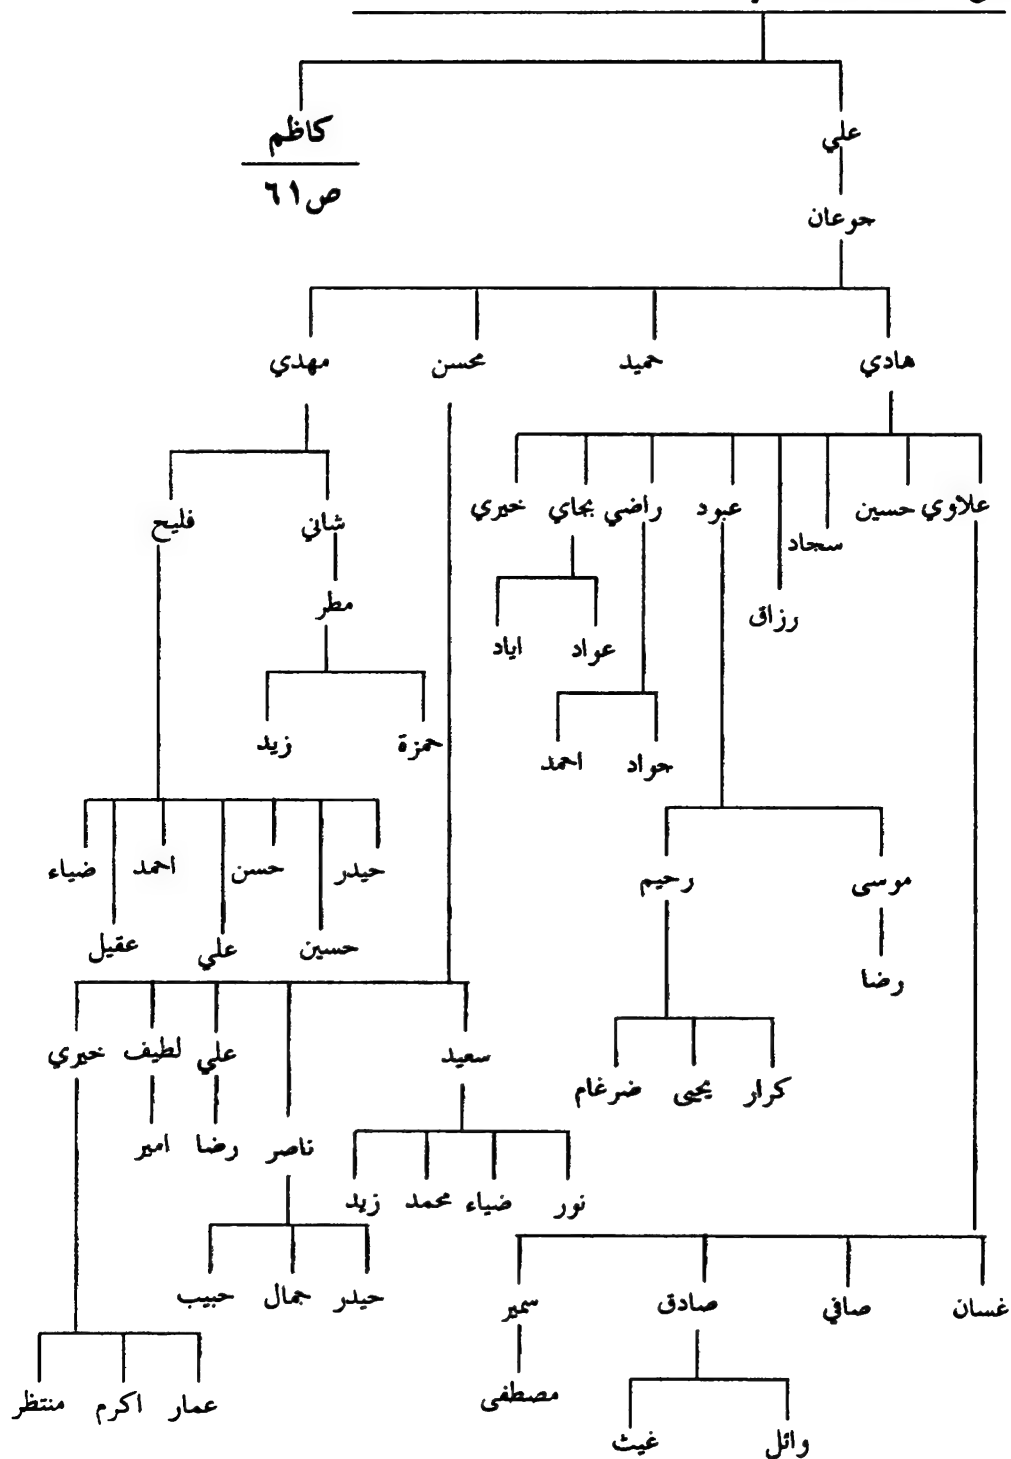 علي
كاظم
ص٦١
جوعان
هادي حميد محسن مهدي
علاوي حسين سجاد رزاق عبود راضي بجاي خيري
شاني فليح
مطر
عواد اياد
حمزة زيد
جواد احمد
حيدر حسين حسن علي احمد عقيل ضياء
موسى رحيم
رضا
سعيد ناصر علي لطيف خيري
كرار يحيى ضرغام
رضا امير
نور ضياء محمد زيد
حيدر جمال حبيب
غسان صافي صادق سمير
عمار اكرم منتظر
مصطفى
وائل غيث